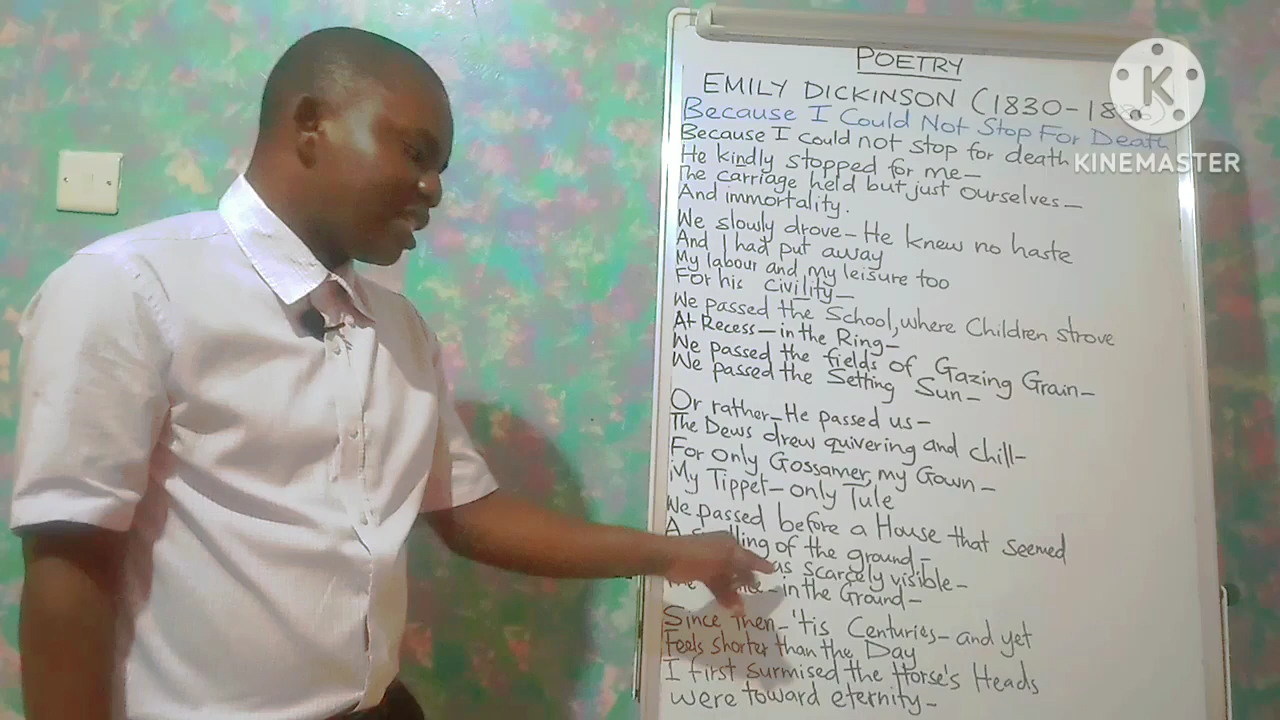 POETRY
EMILY DICKINSON (1830-188
Because I Could Not Stop For Death
Because I could not stop for death
He kindly stopped for me—
The carriage held but just ourselves—
And immortality.
We slowly drove—He knew no haste
And I had put away
My labour and my leisure too
For his civility—
We passed the School, where Children strove
At Recess—in the Ring—
We passed the fields of Gazing Grain—
We passed the Setting Sun—
Or rather—He passed us—
The Dews drew quivering and chill—
For only Gossamer, my Gown—
My Tippet—only Tule
We passed before a House that seemed
A of the ground—
scarcely visible—
in the Ground—
Since Then—'tis Centuries—and yet
Feels shorter than the Day
I first surmised the Horse's Heads
were toward eternity—
K
KINEMASTER